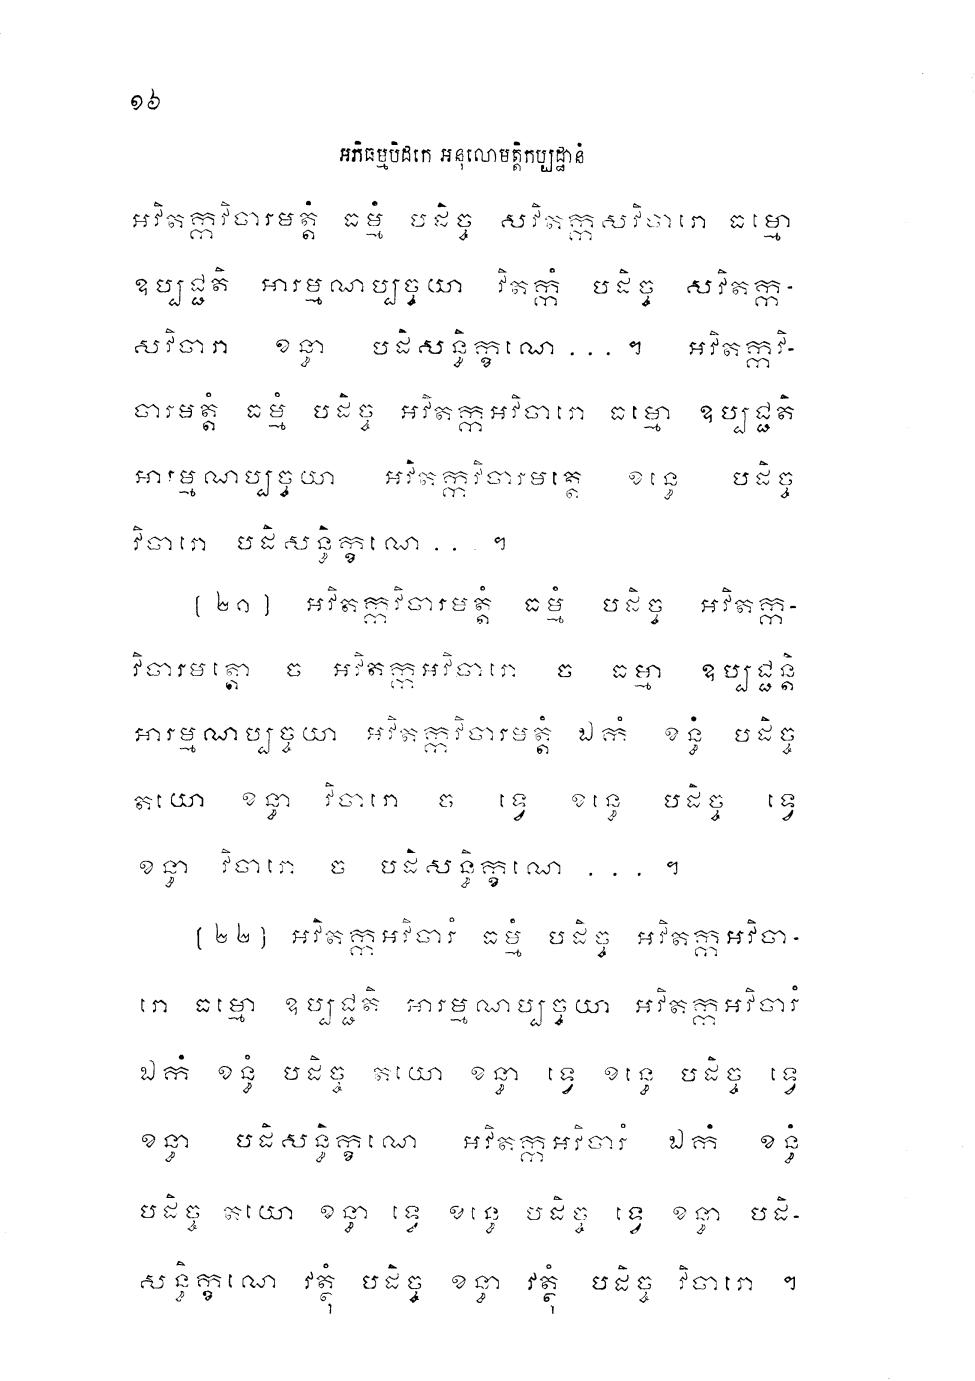 ១៦
អភិធម្មបិដកេ អនុលោមត្តិកប្បដ្ឋានំ
អវិតក្កវិចារមត្តំ ធម្មំ បដិច្ច សវិតក្កសវិចារោ ធម្មោ
ឧប្បជ្ជតិ អារម្មណប្បច្ចយា វិតក្កំ បដិច្ច សវិតក្ក-
សវិចារា ខន្ធា បដិសន្ធិក្ខណេ ... ។ អវិតក្កវិ-
ចារមត្តំ ធម្មំ បដិច្ច អវិតក្កអវិចារោ ធម្មោ ឧប្បជ្ជតិ
អារម្មណប្បច្ចយា អវិតក្កវិចារមត្តេ ខន្ធេ បដិច្ច
វិចារោ បដិសន្ធិក្ខណេ ... ។
[២១] អវិតក្កវិចារមត្តំ ធម្មំ បដិច្ច អវិតក្ក-
វិចារមត្តោ ច អវិតក្កអវិចារោ ច ធម្មា ឧប្បជ្ជន្តិ
អារម្មណប្បច្ចយា អវិតក្កវិចារមត្តំ ឯកំ ខន្ធំ បដិច្ច
តយោ ខន្ធា វិចារោ ច ទ្វេ ខន្ធេ បដិច្ច ទ្វេ
ខន្ធា វិចារោ ច បដិសន្ធិក្ខណេ ... ។
[២២] អវិតក្កអវិចារំ ធម្មំ បដិច្ច អវិតក្កអវិចា-
រោ ធម្មោ ឧប្បជ្ជតិ អារម្មណប្បច្ចយា អវិតក្កអវិចារំ
ឯកំ ខន្ធំ បដិច្ច តយោ ខន្ធា ទ្វេ ខន្ធេ បដិច្ច ទ្វេ
ខន្ធា បដិសន្ធិក្ខណេ អវិតក្កអវិចារំ ឯកំ ខន្ធំ
បដិច្ច តយោ ខន្ធា ទ្វេ ខន្ធេ បដិច្ច ទ្វេ ខន្ធា បដិ-
សន្ធិក្ខណេ វត្ថុំ បដិច្ច ខន្ធា វត្ថុំ បដិច្ច វិចារោ ។